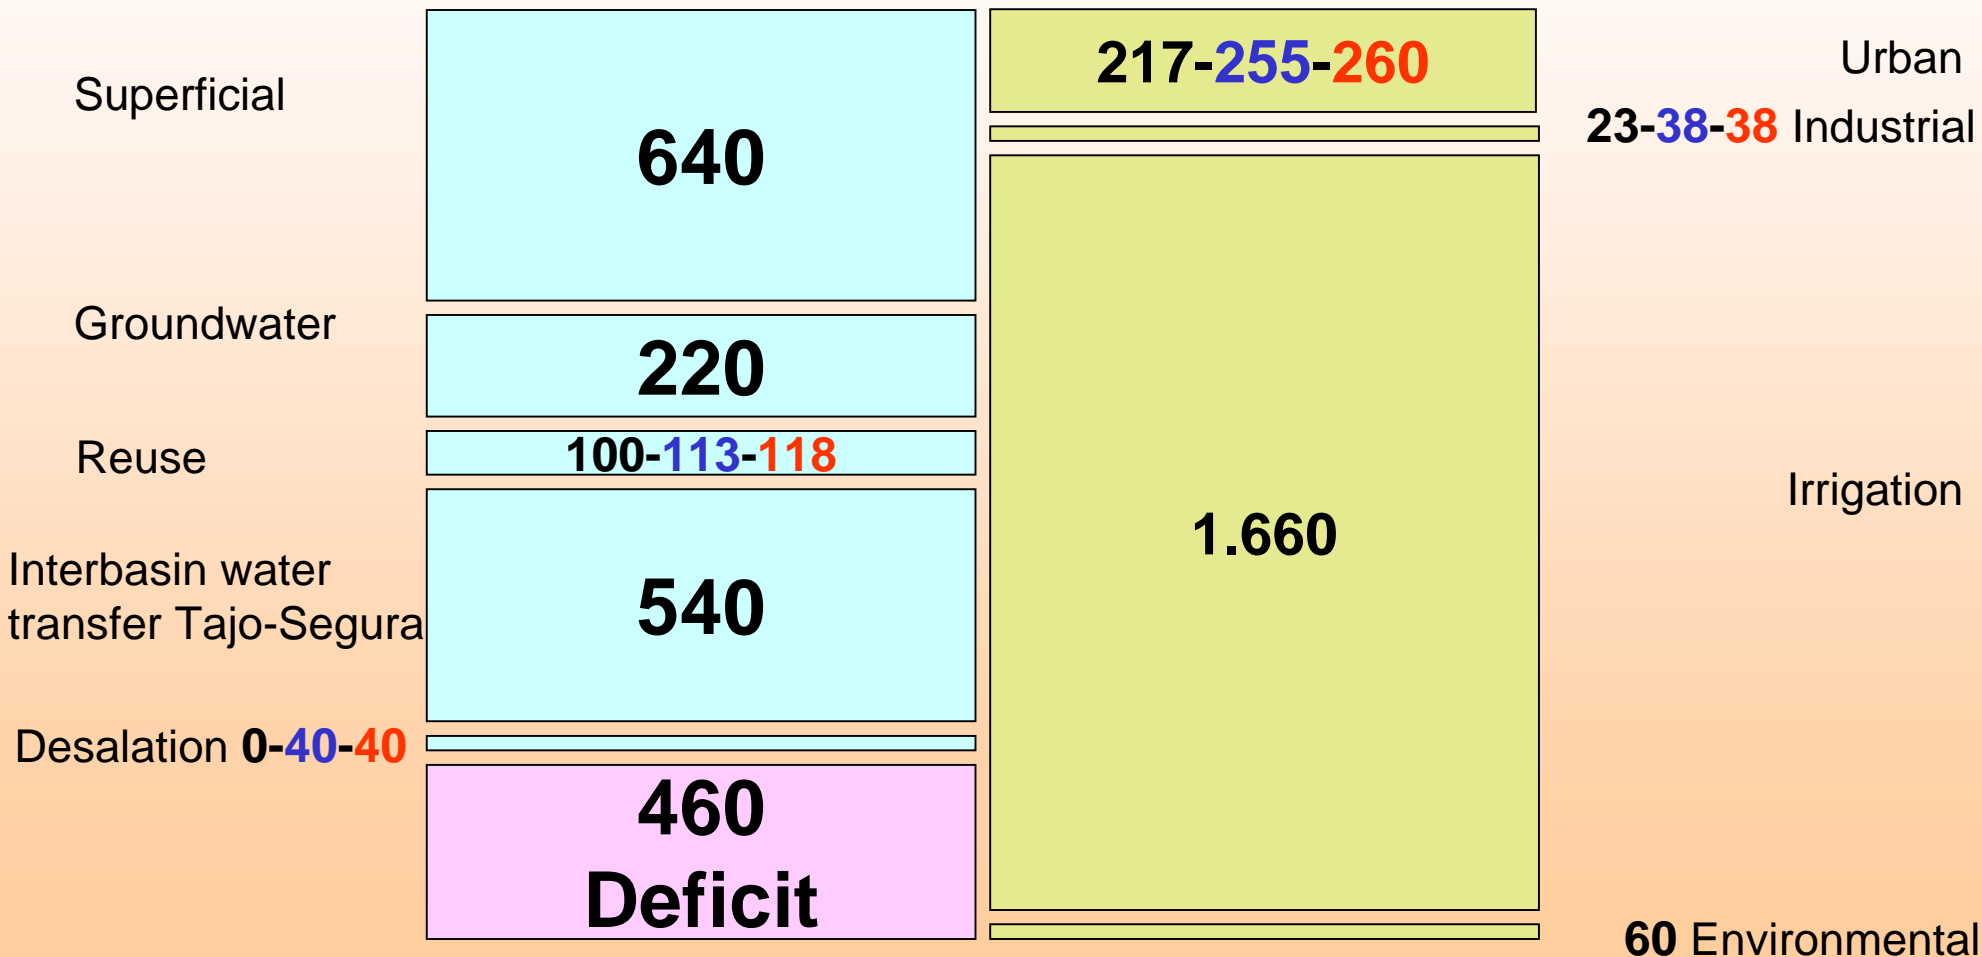 Superficial
640
Groundwater
220
Reuse
100-113-118
Interbasin water
transfer Tajo-Segura
540
Desalation 0-40-40
460
Deficit
217-255-260
Urban
23-38-38 Industrial
1.660
Irrigation
60 Environmental